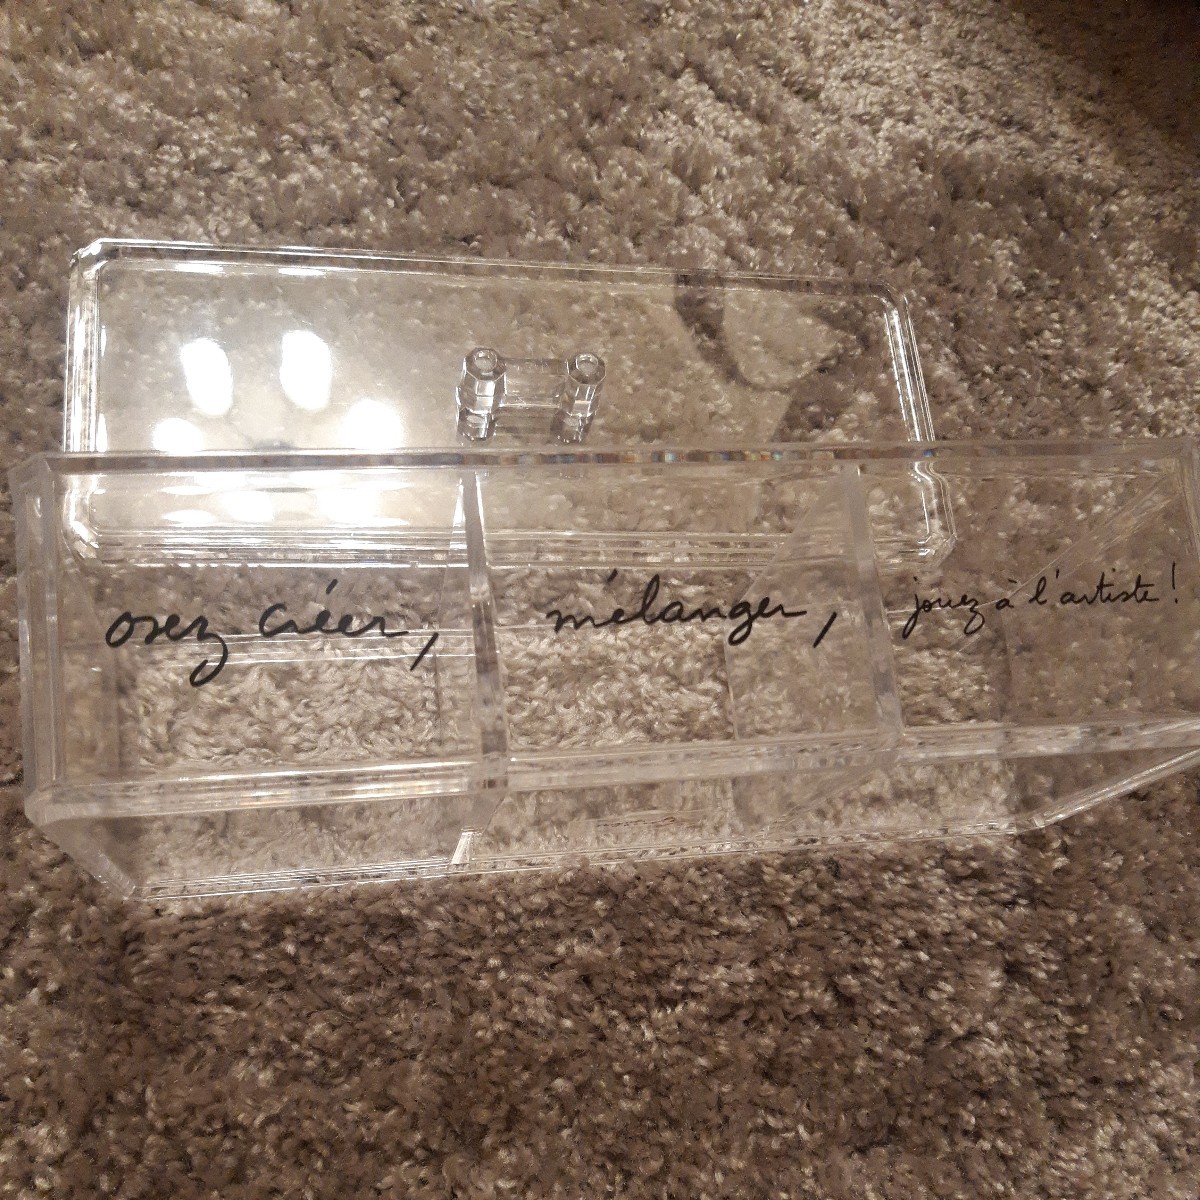 osez créer, mélanger, jouez à l'artiste!